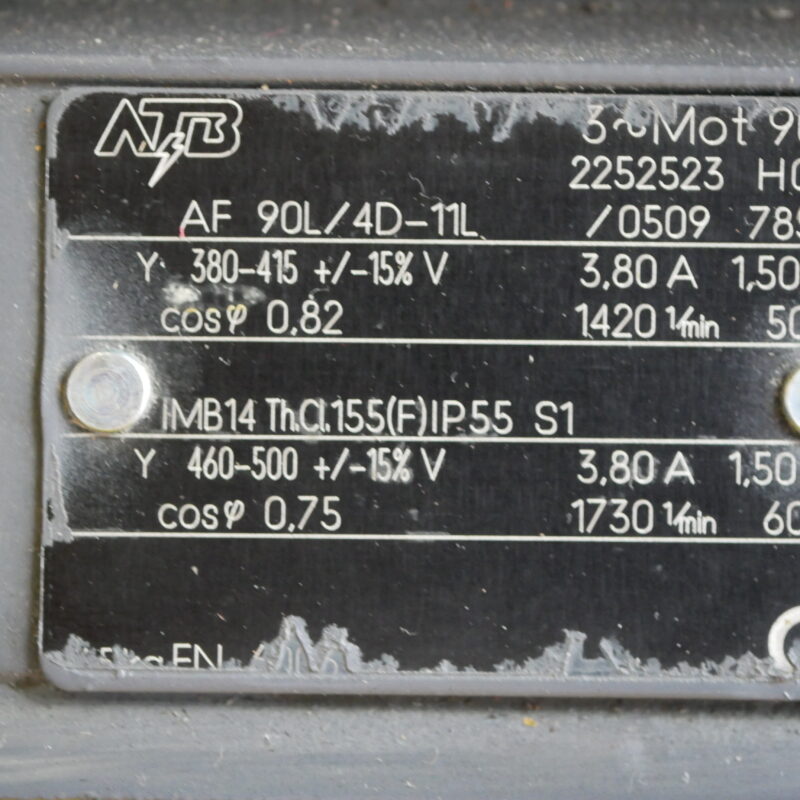 ATB 3~Mot 9
2252523 H
AF 90L/4D-11L /0509 78
Y 380-415 +/-15% V 3,80 A 1,50
cosφ 0,82 1420 1/min 50
IMB14 Th.Cl.155(F) IP55 S1
Y 460-500 +/-15% V 3,80 A 1,50
cosφ 0,75 1730 1/min 60
kg EN